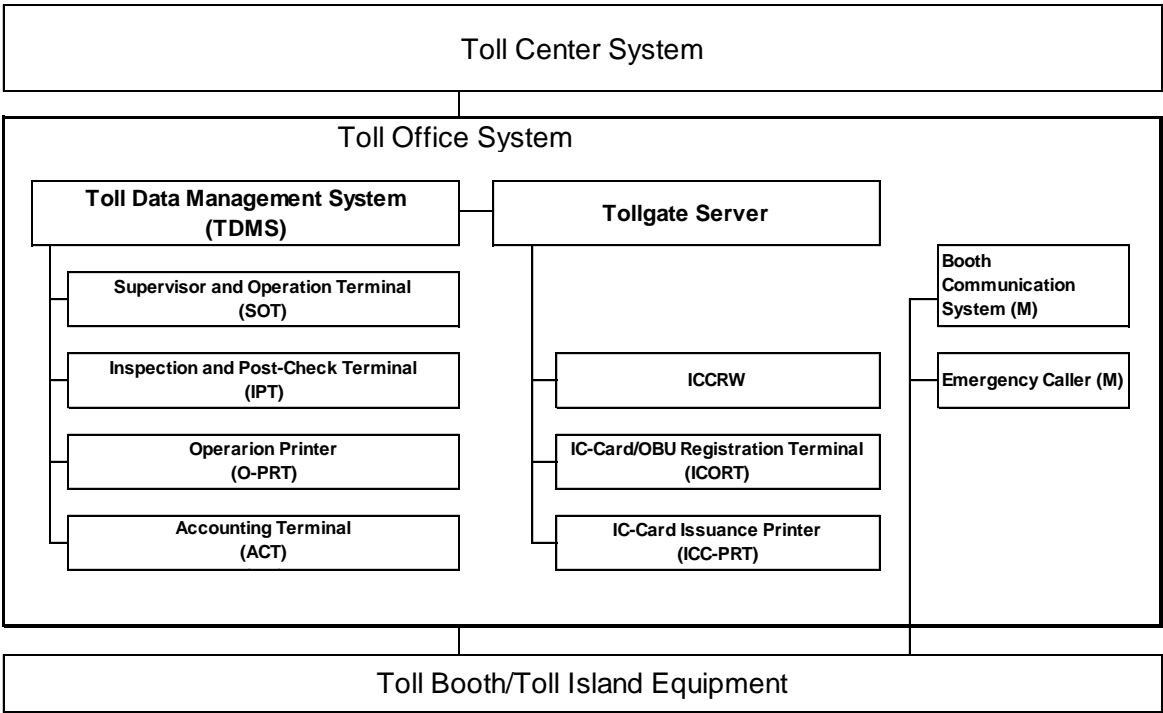 Toll Center System
Toll Office System
Toll Data Management System
(TDMS)
Tollgate Server
Supervisor and Operation Terminal
(SOT)
Inspection and Post-Check Terminal
(IPT)
Operarion Printer
(O-PRT)
Accounting Terminal
(ACT)
ICCRW
IC-Card/OBU Registration Terminal
(ICORT)
IC-Card Issuance Printer
(ICC-PRT)
Booth
Communication
System (M)
Emergency Caller (M)
Toll Booth/Toll Island Equipment